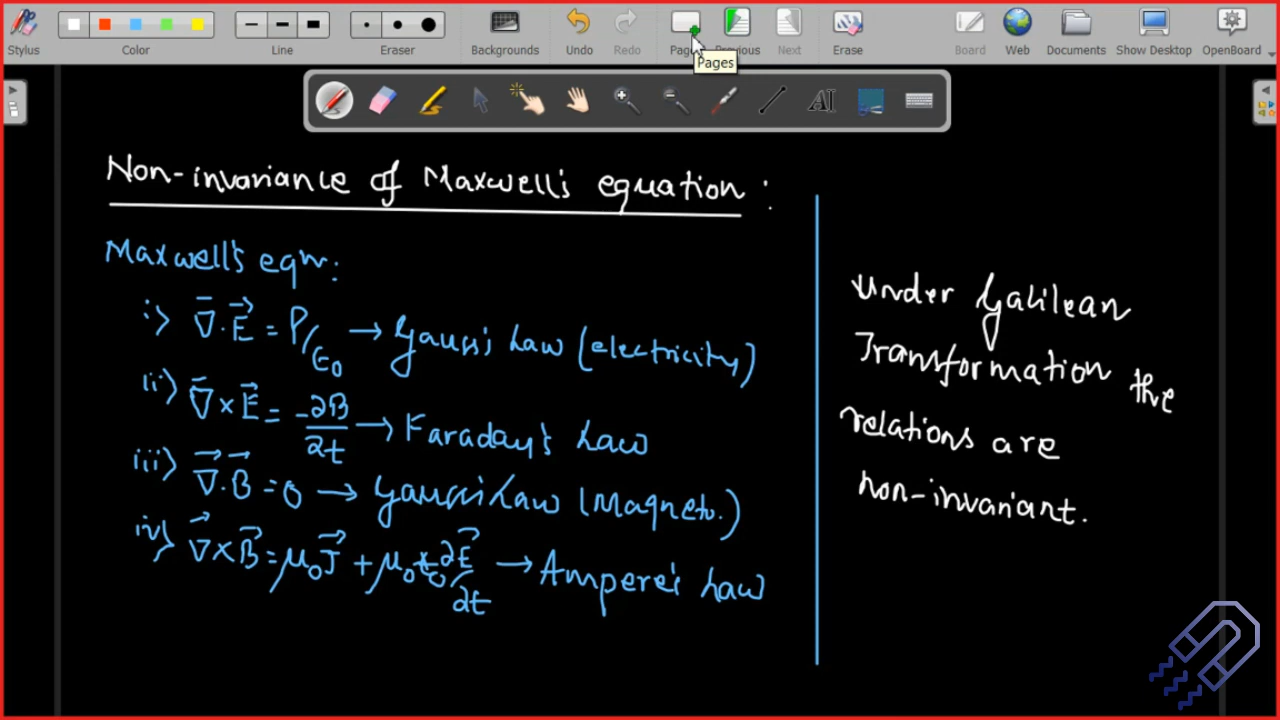 Stylus
Color
Line
Eraser
Backgrounds
Undo
Redo
Pages
Previous
Next
Erase
Board
Web
Documents
Show Desktop
OpenBoard
Pages
AI
Non-invariance of Maxwell's equation :
Maxwell's eqn:
i) ∇̄·E⃗ = ρ/ε0 → Gauss's Law (electricity)
ii) ∇̄×E⃗ = -∂B/∂t → Faraday's Law
iii) ∇⃗·B⃗ = 0 → Gauss's Law (Magneto.)
iv) ∇⃗×B⃗ = μ0J⃗ + μ0ε0∂E⃗/∂t → Ampere's Law
Under Galilean
Transformation the
relations are
non-invariant.